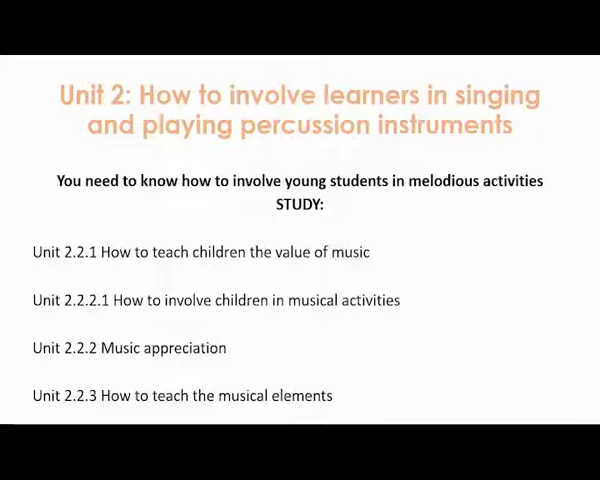 Unit 2: How to involve learners in singing
and playing percussion instruments
You need to know how to involve young students in melodious activities
STUDY:
Unit 2.2.1 How to teach children the value of music
Unit 2.2.2.1 How to involve children in musical activities
Unit 2.2.2 Music appreciation
Unit 2.2.3 How to teach the musical elements